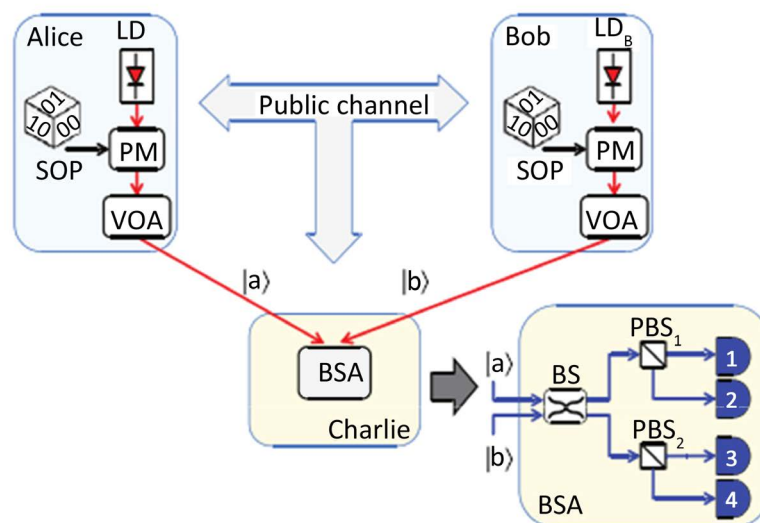 Alice
LD
01
10
00
SOP
PM
VOA
Public channel
Bob
LD_B
01
10
00
SOP
PM
VOA
|a⟩
|b⟩
BSA
Charlie
|a⟩
|b⟩
BS
PBS_1
PBS_2
1
2
3
4
BSA